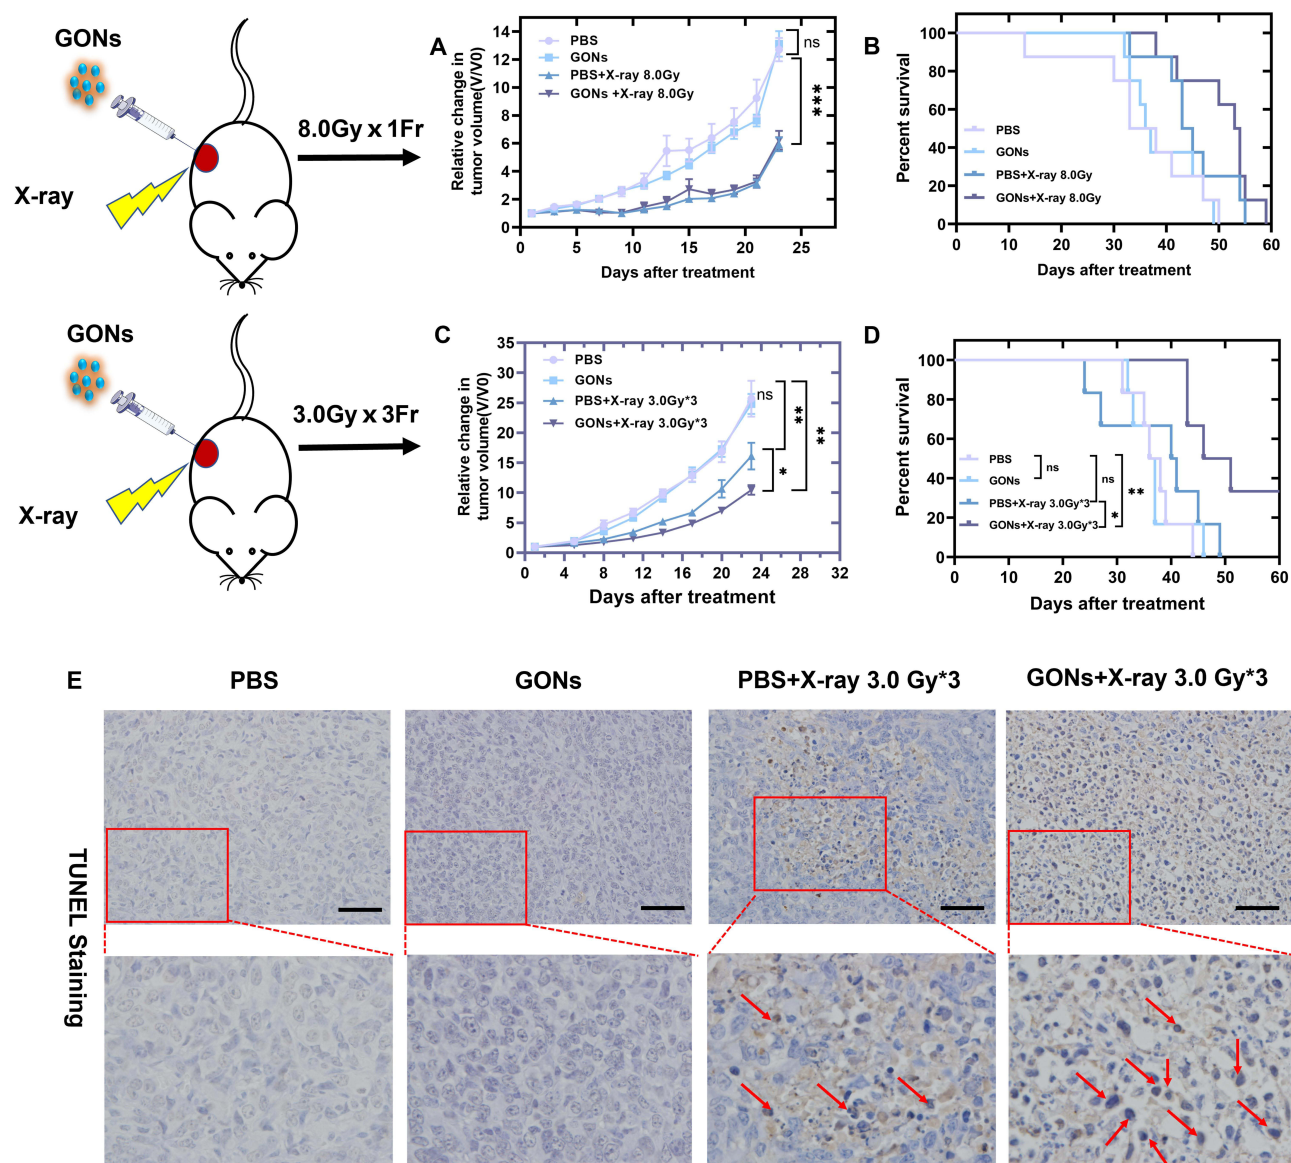 GONs
X-ray
8.0Gy x 1Fr
A
Relative change in
tumor volume(V/V0)
14
12
10
8
6
4
2
0
PBS
GONs
PBS+X-ray 8.0Gy
GONs +X-ray 8.0Gy
ns
***
0 5 10 15 20 25
Days after treatment
B
Percent survival
100
80
60
40
20
0
PBS
GONs
PBS+X-ray 8.0Gy
GONs+X-ray 8.0Gy
0 10 20 30 40 50 60
Days after treatment
GONs
X-ray
3.0Gy x 3Fr
C
Relative change in
tumor volume(V/V0)
35
30
25
20
15
10
5
0
PBS
GONs
PBS+X-ray 3.0Gy*3
GONs+X-ray 3.0Gy*3
ns
**
**
*
0 4 8 12 16 20 24 28 32
Days after treatment
D
Percent survival
100
80
60
40
20
0
PBS
GONs
PBS+X-ray 3.0Gy*3
GONs+X-ray 3.0Gy*3
ns
ns
**
*
0 10 20 30 40 50 60
Days after treatment
E
PBS
GONs
PBS+X-ray 3.0 Gy*3
GONs+X-ray 3.0 Gy*3
TUNEL Staining